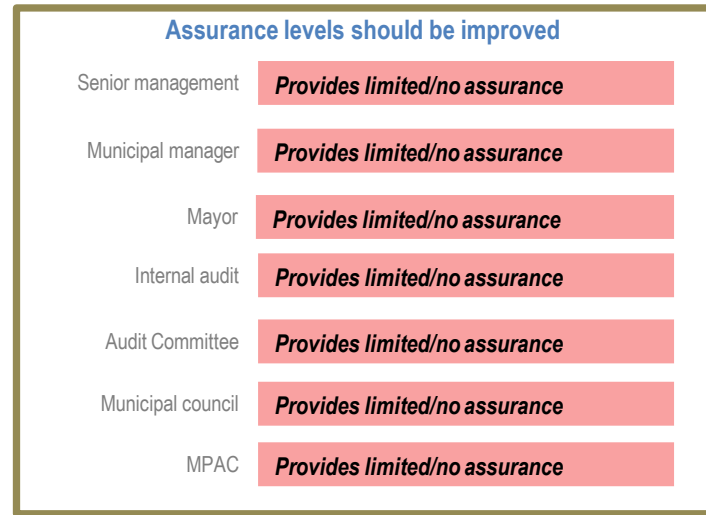 Assurance levels should be improved
Senior management Provides limited/no assurance
Municipal manager Provides limited/no assurance
Mayor Provides limited/no assurance
Internal audit Provides limited/no assurance
Audit Committee Provides limited/no assurance
Municipal council Provides limited/no assurance
MPAC Provides limited/no assurance